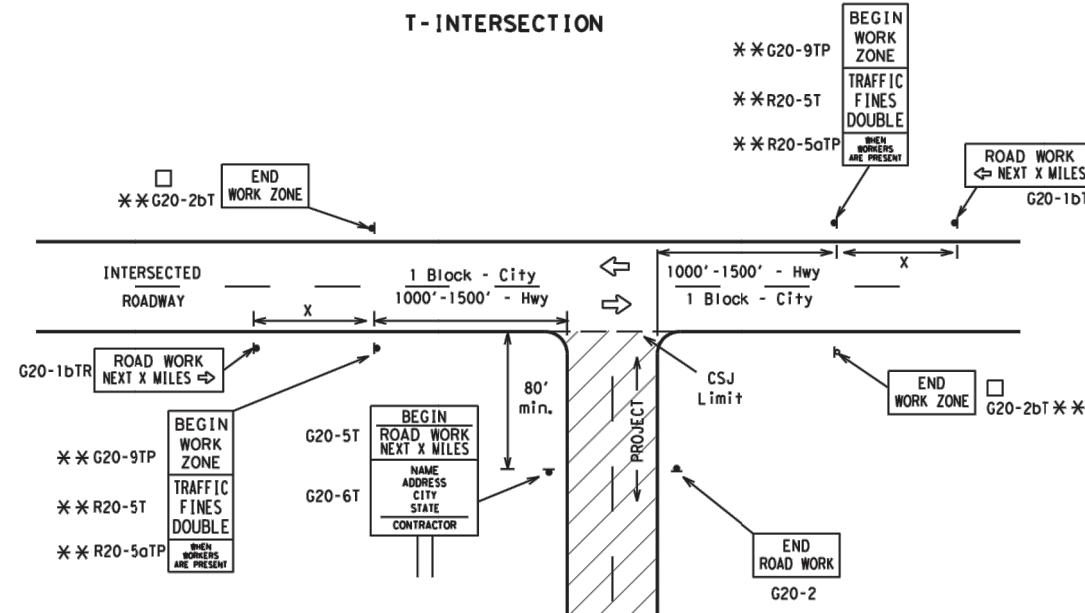 T-INTERSECTION
**G20-9TP
BEGIN
WORK
ZONE
**R20-5T
TRAFFIC
FINES
DOUBLE
**R20-5aTP
WHEN
WORKERS
ARE PRESENT
ROAD WORK
⇦ NEXT X MILES
G20-1bT
□
**G20-2bT
END
WORK ZONE
INTERSECTED
ROADWAY
X
1 Block - City
1000'-1500' - Hwy
⇦
⇨
1000'-1500' - Hwy
1 Block - City
X
G20-1bTR
ROAD WORK
NEXT X MILES ⇨
80'
min.
CSJ
Limit
END
WORK ZONE
□
G20-2bT **
PROJECT
**G20-9TP
BEGIN
WORK
ZONE
**R20-5T
TRAFFIC
FINES
DOUBLE
**R20-5aTP
WHEN
WORKERS
ARE PRESENT
G20-5T
BEGIN
ROAD WORK
NEXT X MILES
G20-6T
NAME
ADDRESS
CITY
STATE
CONTRACTOR
END
ROAD WORK
G20-2